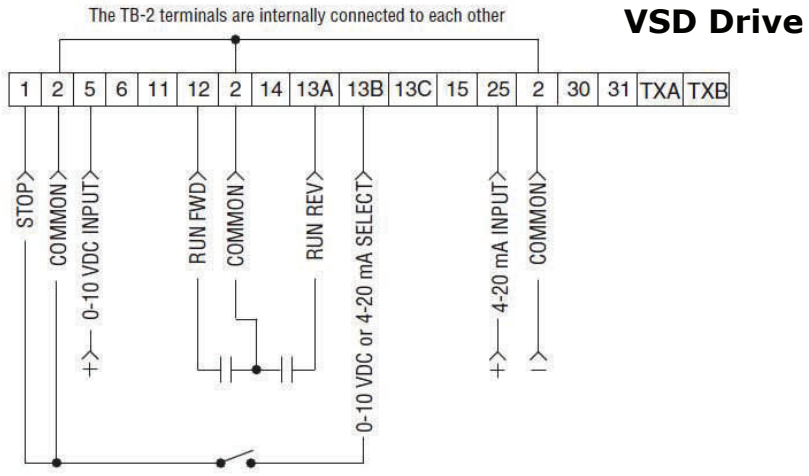 The TB-2 terminals are internally connected to each other
VSD Drive
1 2 5 6 11 12 2 14 13A 13B 13C 15 25 2 30 31 TXA TXB
STOP
COMMON
0-10 VDC INPUT
+
RUN FWD
COMMON
RUN REV
0-10 VDC or 4-20 mA SELECT
4-20 mA INPUT
+
COMMON
−